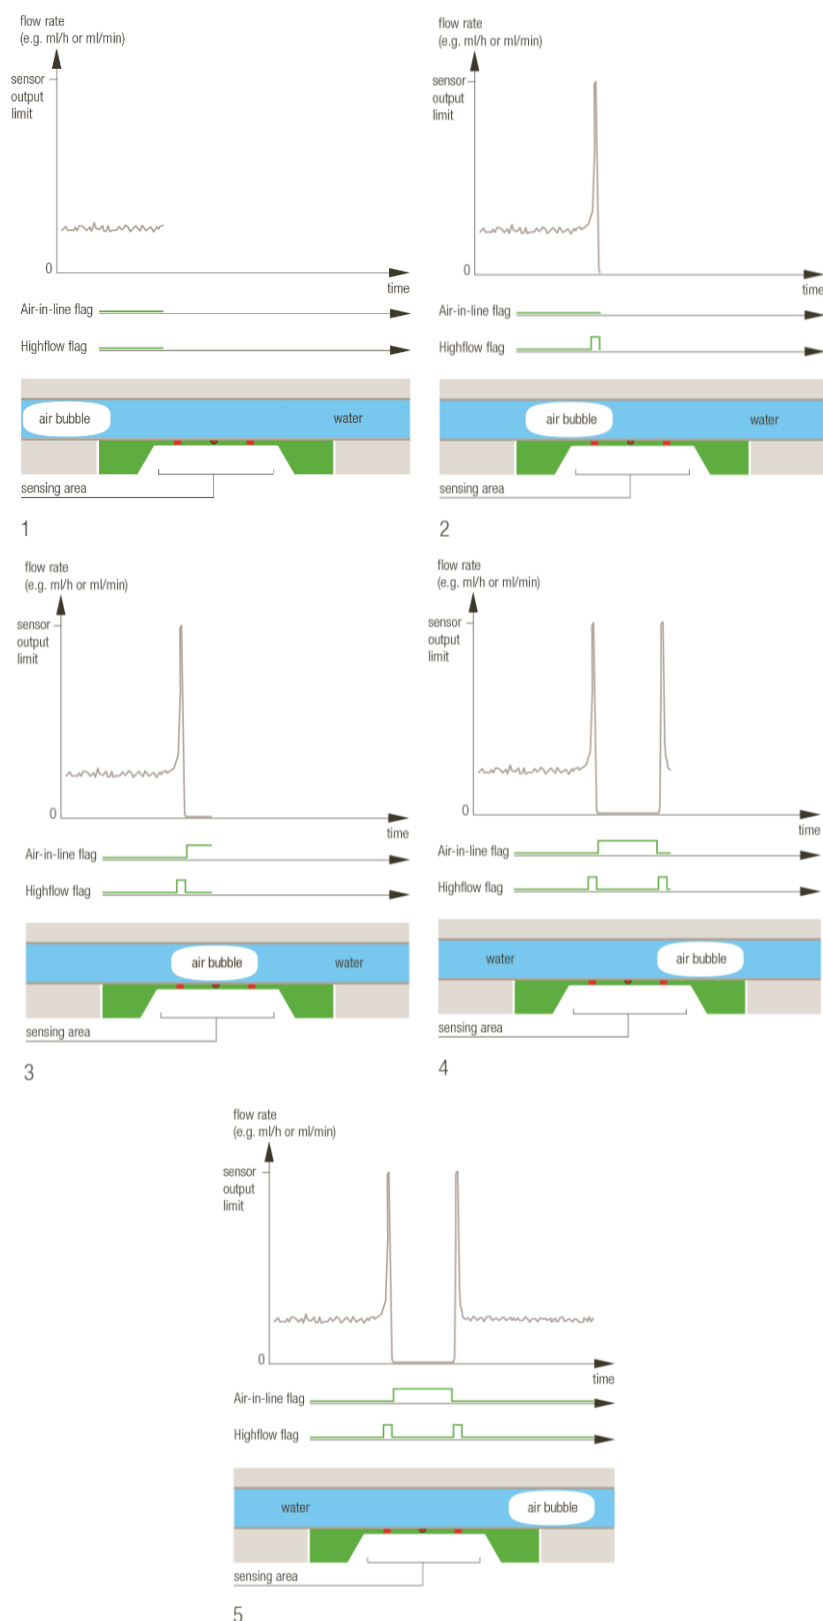 flow rate
(e.g. ml/h or ml/min)
sensor
output
limit
0
time
Air-in-line flag
Highflow flag
air bubble
water
sensing area
1
flow rate
(e.g. ml/h or ml/min)
sensor
output
limit
0
time
Air-in-line flag
Highflow flag
air bubble
water
sensing area
2
flow rate
(e.g. ml/h or ml/min)
sensor
output
limit
0
time
Air-in-line flag
Highflow flag
air bubble
water
sensing area
3
flow rate
(e.g. ml/h or ml/min)
sensor
output
limit
0
time
Air-in-line flag
Highflow flag
water
air bubble
sensing area
4
flow rate
(e.g. ml/h or ml/min)
sensor
output
limit
0
time
Air-in-line flag
Highflow flag
water
air bubble
sensing area
5